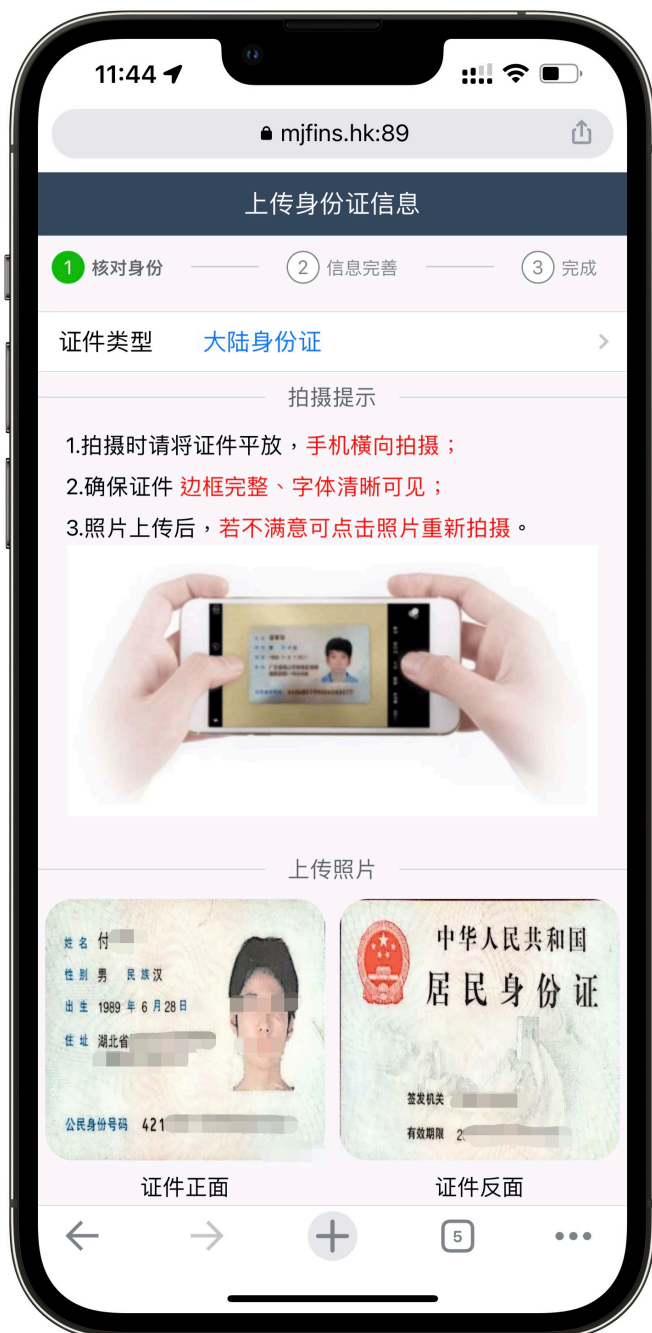 11:44
mjfins.hk:89
上传身份证信息
1 核对身份 2 信息完善 3 完成
证件类型 大陆身份证
拍摄提示
1.拍摄时请将证件平放，手机横向拍摄；
2.确保证件 边框完整、字体清晰可见；
3.照片上传后，若不满意可点击照片重新拍摄。
上传照片
姓名 付
性别 男 民族 汉
出生 1989 年 6 月 28 日
住址 湖北省
公民身份号码 421
中华人民共和国
居民身份证
签发机关
有效期限 2
证件正面 证件反面
5